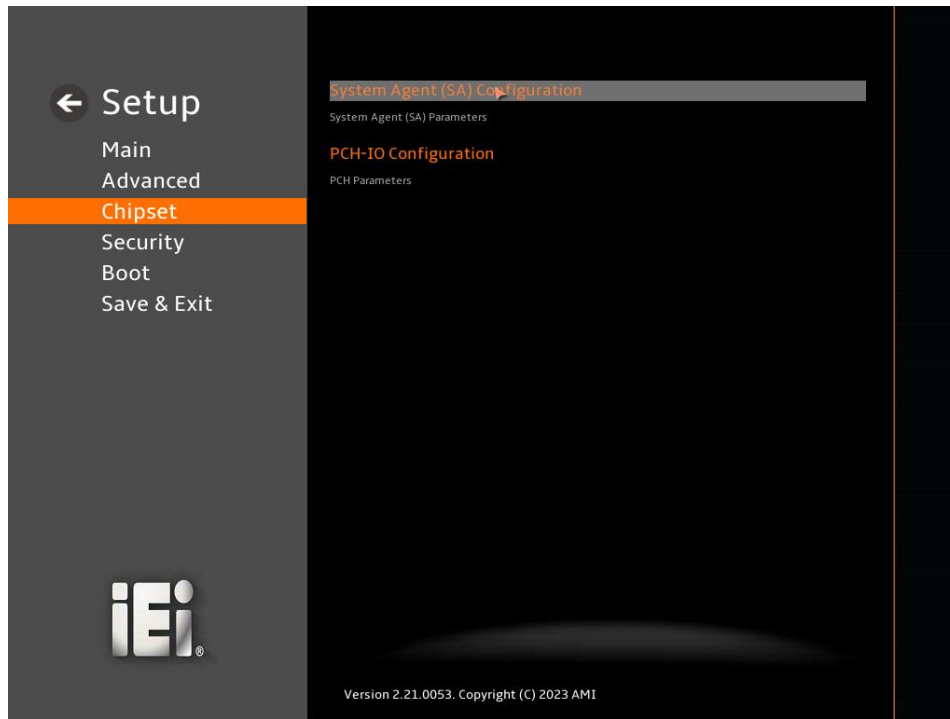 Setup
Main
Advanced
Chipset
Security
Boot
Save & Exit
System Agent (SA) Configuration
System Agent (SA) Parameters
PCH-IO Configuration
PCH Parameters
iEi®
Version 2.21.0053. Copyright (C) 2023 AMI